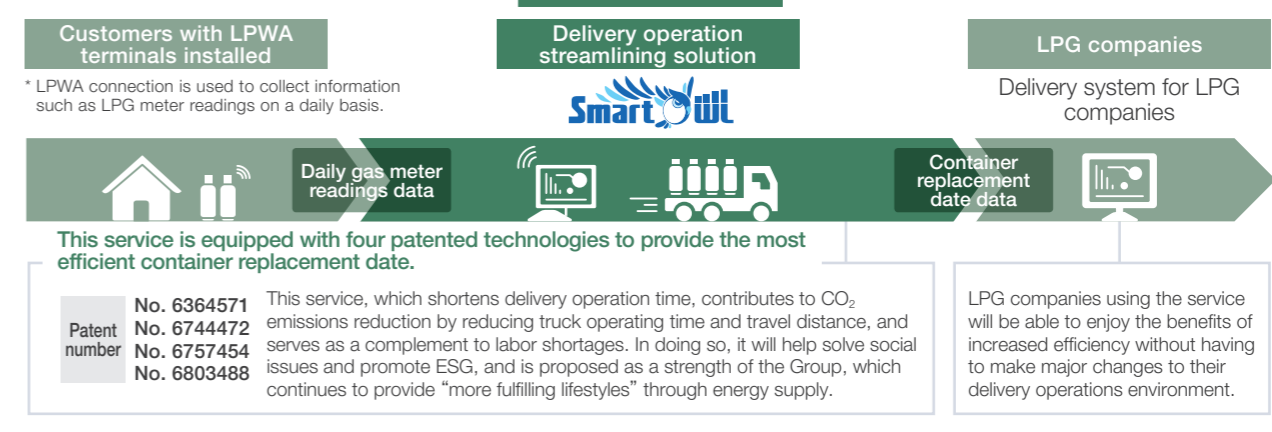 Customers with LPWA
terminals installed
* LPWA connection is used to collect information
such as LPG meter readings on a daily basis.
Delivery operation
streamlining solution
Smart OWL
LPG companies
Delivery system for LPG
companies
Daily gas meter
readings data
Container
replacement
date data
This service is equipped with four patented technologies to provide the most
efficient container replacement date.
Patent
number
No. 6364571
No. 6744472
No. 6757454
No. 6803488
This service, which shortens delivery operation time, contributes to CO₂
emissions reduction by reducing truck operating time and travel distance, and
serves as a complement to labor shortages. In doing so, it will help solve social
issues and promote ESG, and is proposed as a strength of the Group, which
continues to provide “more fulfilling lifestyles” through energy supply.
LPG companies using the service
will be able to enjoy the benefits of
increased efficiency without having
to make major changes to their
delivery operations environment.